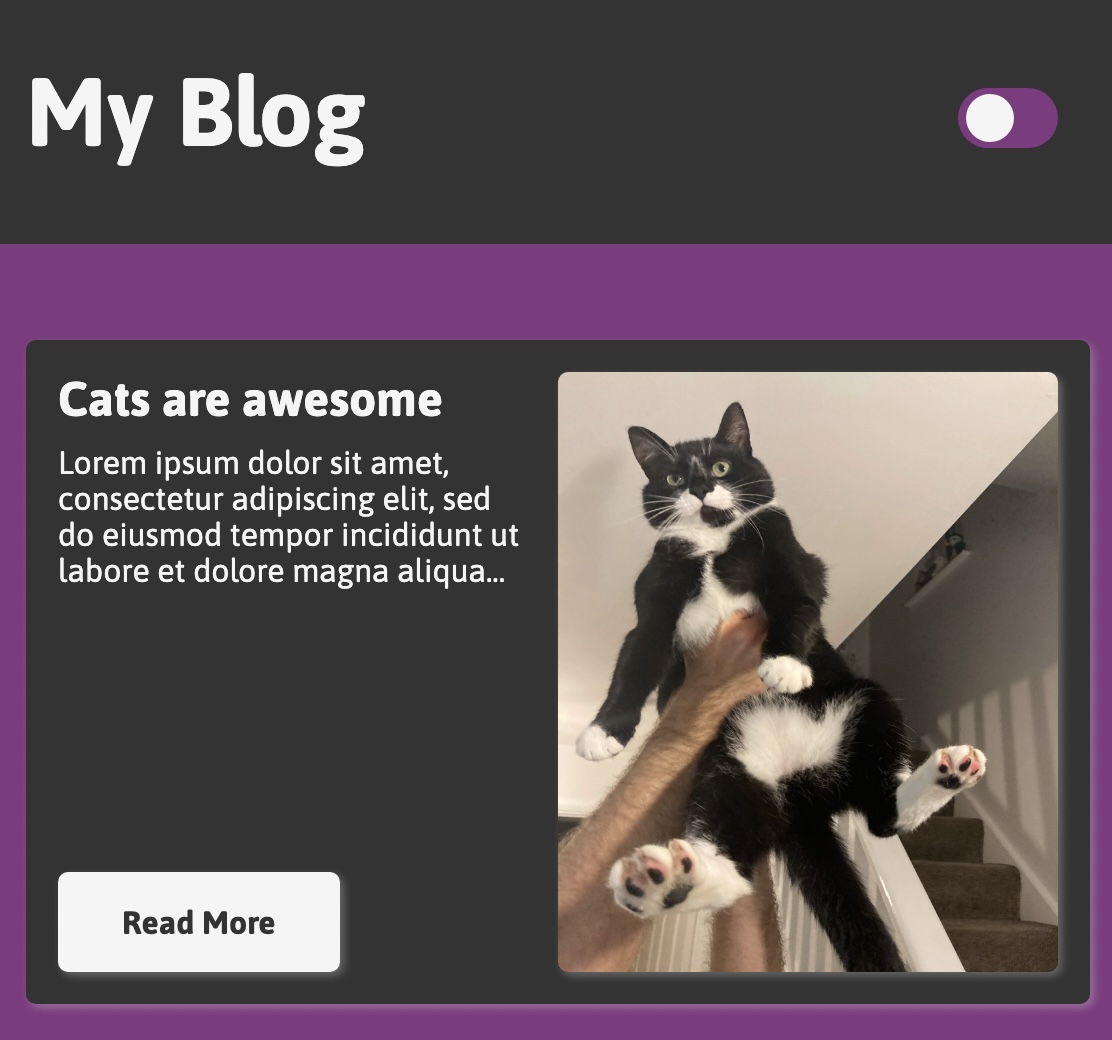 My Blog
Cats are awesome
Lorem ipsum dolor sit amet,
consectetur adipiscing elit, sed
do eiusmod tempor incididunt ut
labore et dolore magna aliqua...
Read More